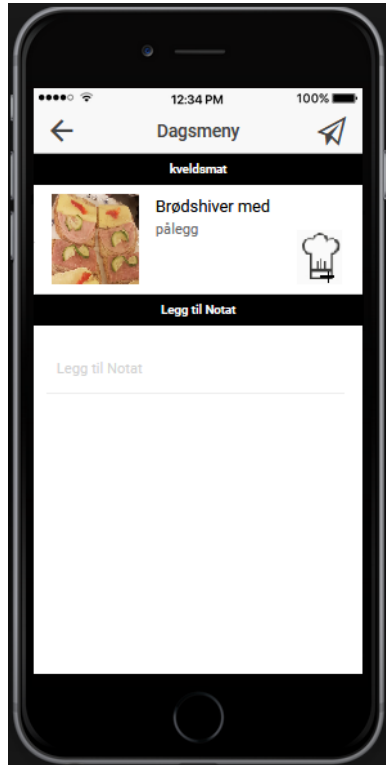 12:34 PM
100%
Dagsmeny
kveldsmat
Brødshiver med
pålegg
Legg til Notat
Legg til Notat